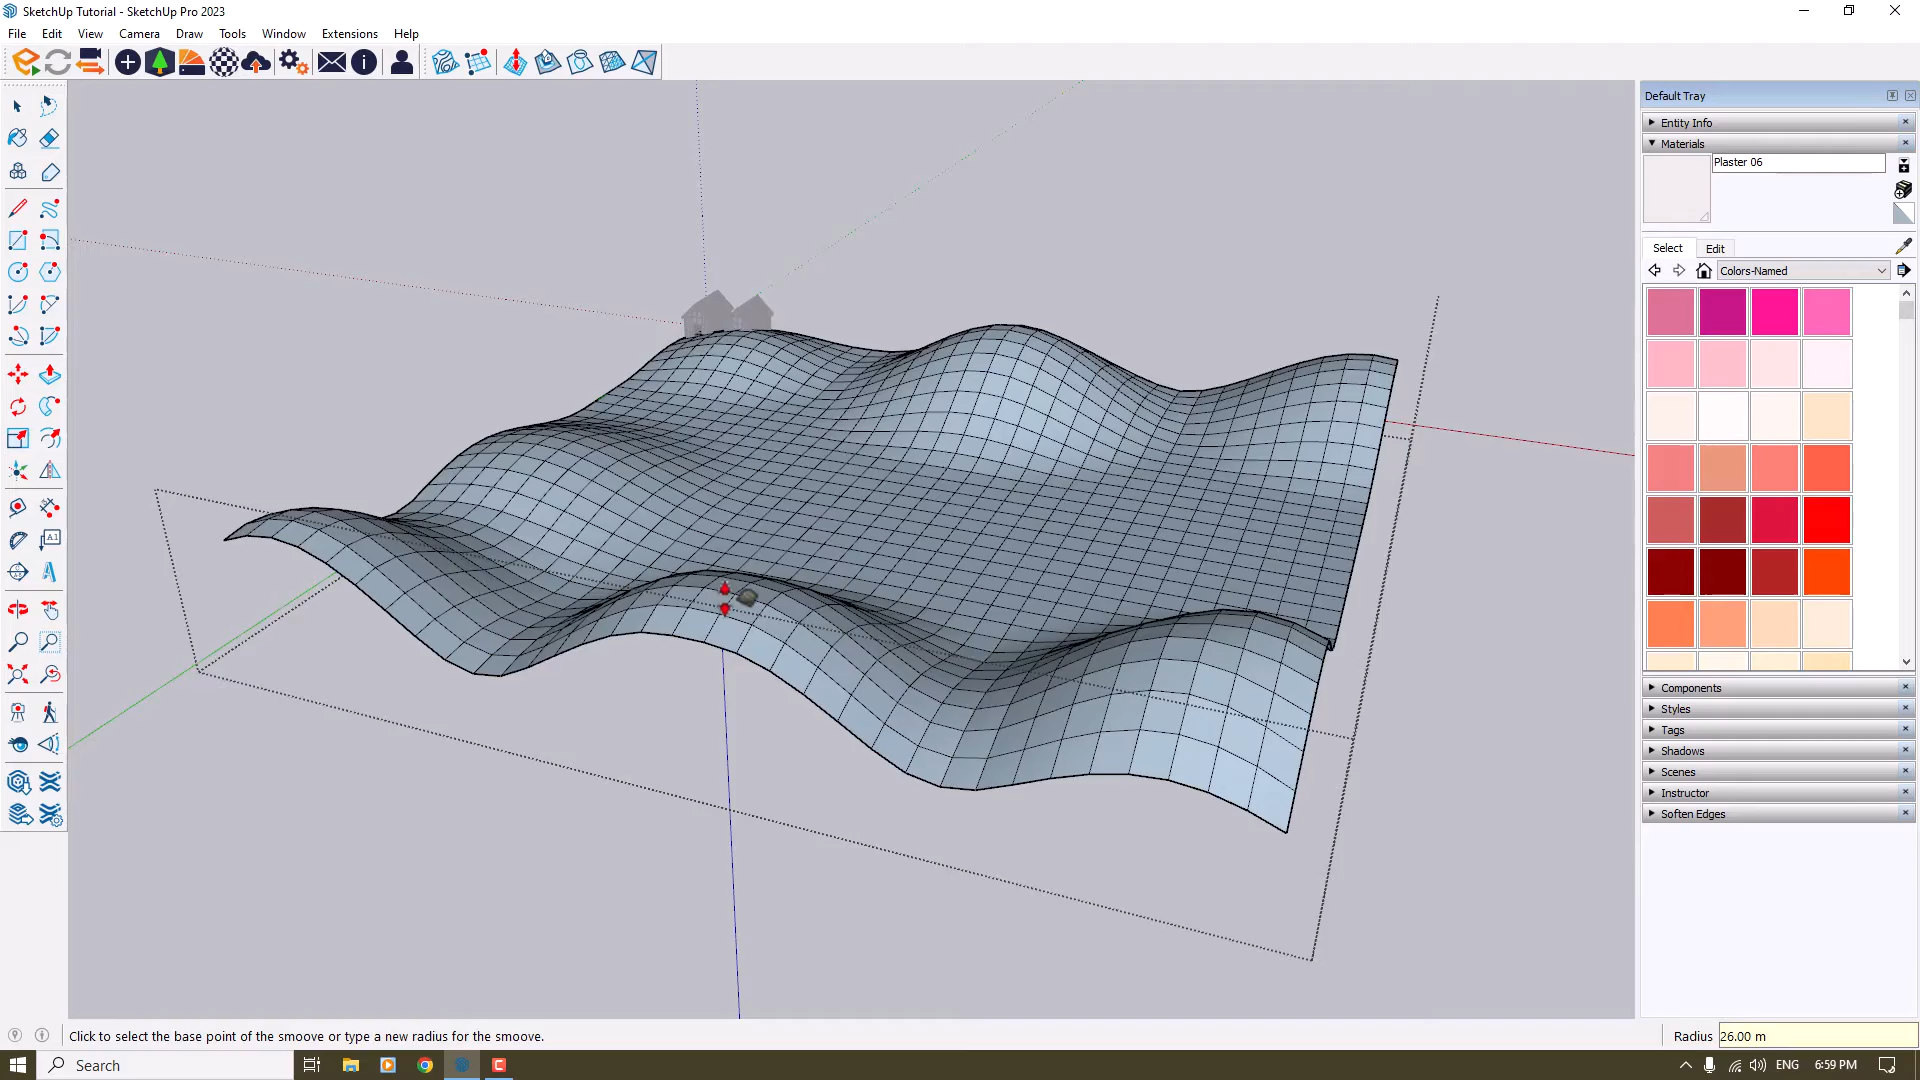 SketchUp Tutorial - SketchUp Pro 2023
File Edit View Camera Draw Tools Window Extensions Help
Default Tray
Entity Info
Materials
Plaster 06
Select Edit
Colors-Named
Components
Styles
Tags
Shadows
Scenes
Instructor
Soften Edges
Click to select the base point of the smoove or type a new radius for the smoove.
Radius 26.00 m
Search
ENG 6:59 PM